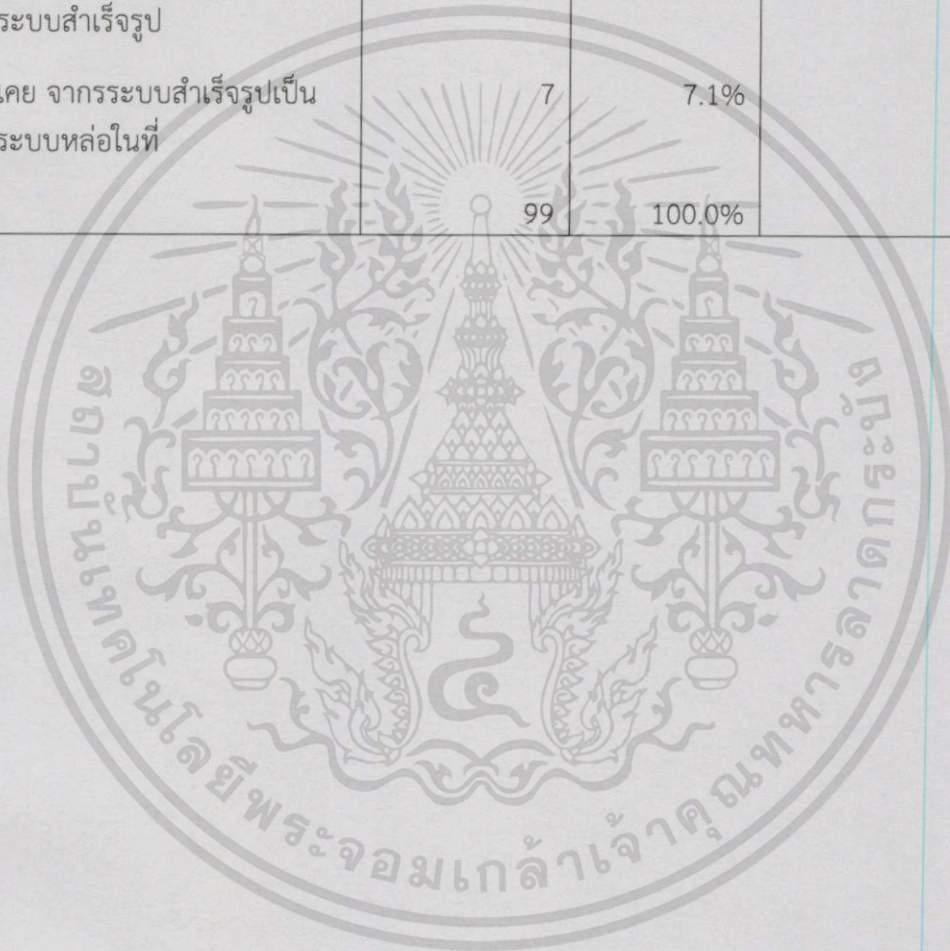 ระบบสำเร็จรูป
เคย จากรระบบสำเร็จรูปเป็น 7 7.1%
ระบบหล่อในที่
99 100.0%
สถาบันเทคโนโลยีพระจอมเกล้าเจ้าคุณทหารลาดกระบัง
๔